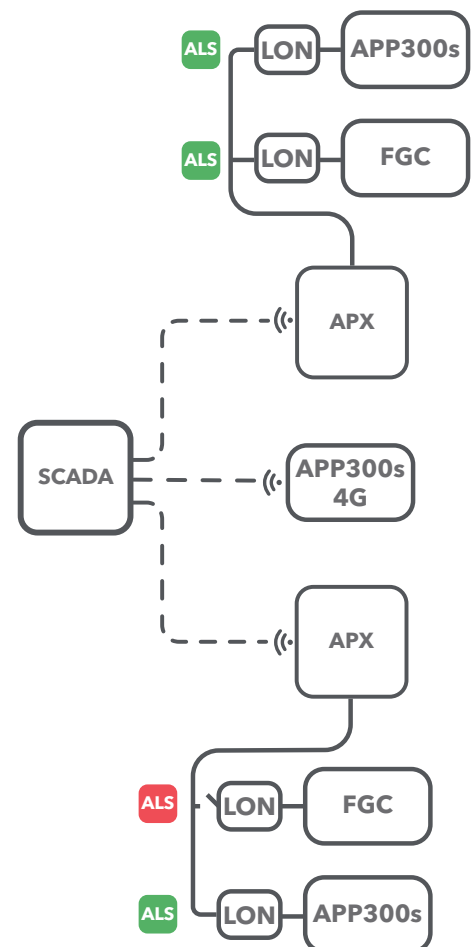 ALS
LON
APP300s
ALS
LON
FGC
APX
SCADA
APP300s
4G
APX
ALS
LON
FGC
ALS
LON
APP300s